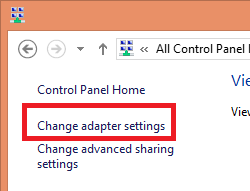 All Control Panel
Control Panel Home
Vie
Change adapter settings
View
Change advanced sharing
settings